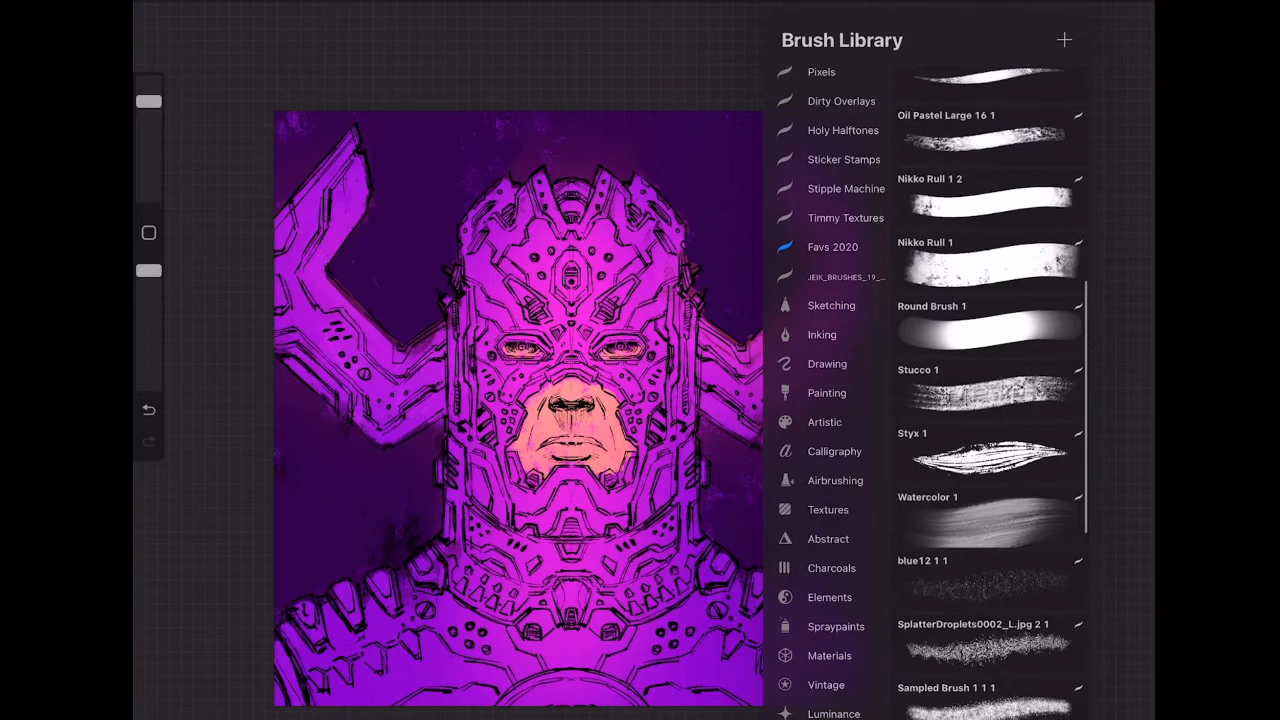 Brush Library
Pixels
Dirty Overlays
Holy Halftones
Sticker Stamps
Stipple Machine
Timmy Textures
Favs 2020
JEIK_BRUSHES_19_...
Sketching
Inking
Drawing
Painting
Artistic
Calligraphy
Airbrushing
Textures
Abstract
Charcoals
Elements
Spraypaints
Materials
Vintage
Luminance
Oil Pastel Large 16 1
Nikko Rull 1 2
Nikko Rull 1
Round Brush 1
Stucco 1
Styx 1
Watercolor 1
blue12 1 1
SplatterDroplets0002_L.jpg 2 1
Sampled Brush 1 1 1